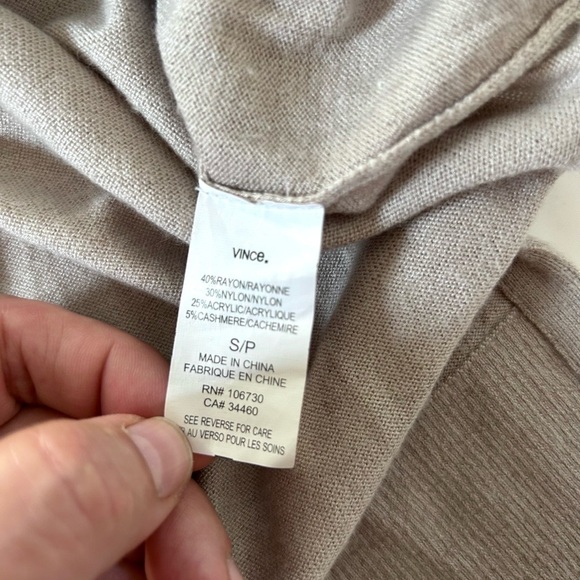 VINCE.
40%RAYON/RAYONNE
30%NYLON/NYLON
25%ACRYLIC/ACRYLIQUE
5%CASHMERE/CACHEMIRE
S/P
MADE IN CHINA
FABRIQUE EN CHINE
RN# 106730
CA# 34460
SEE REVERSE FOR CARE
AU VERSO POUR LES SOINS